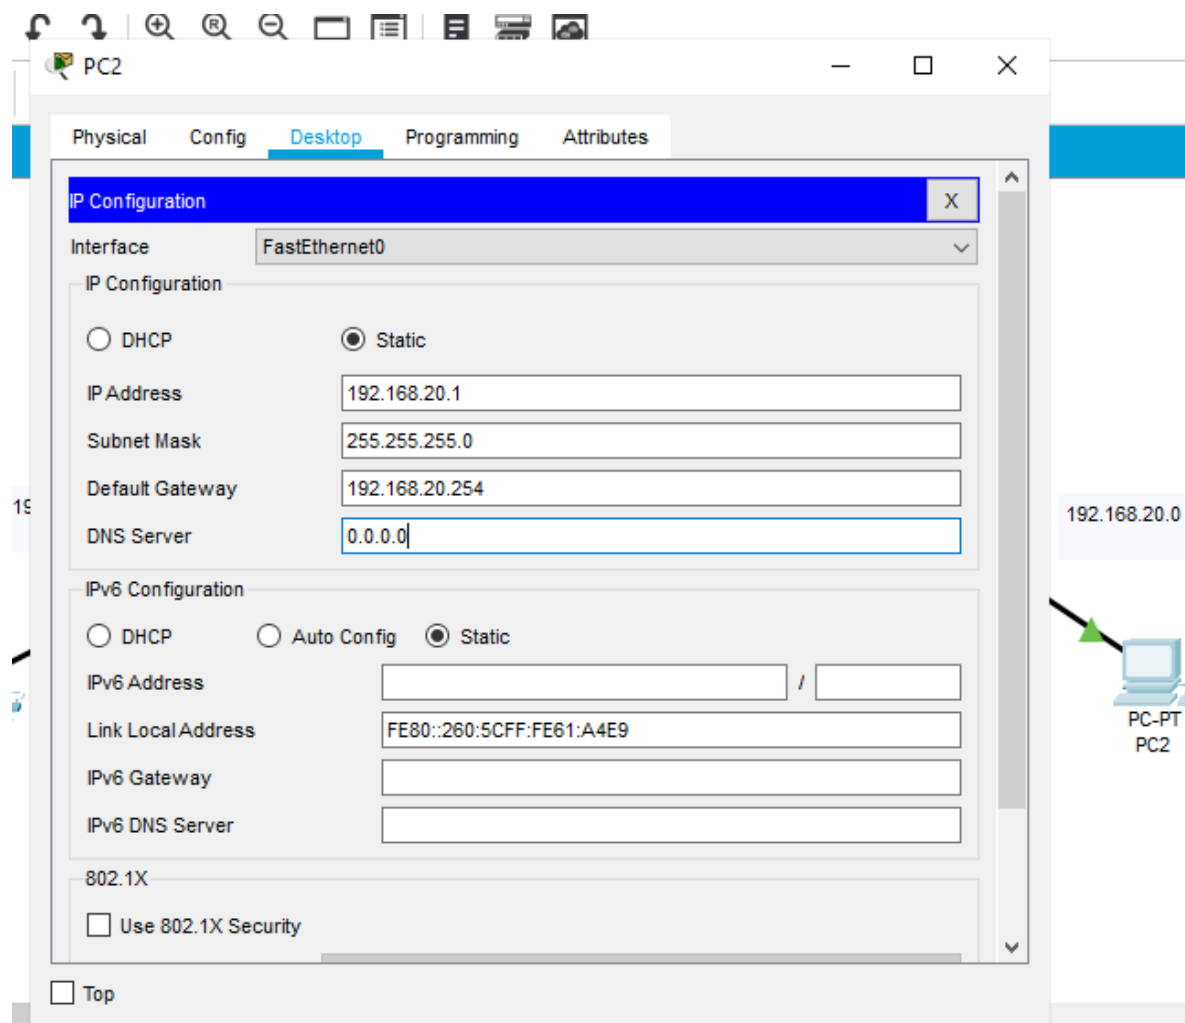 PC2
Physical Config Desktop Programming Attributes
IP Configuration X
Interface FastEthernet0
IP Configuration
DHCP Static
IP Address 192.168.20.1
Subnet Mask 255.255.255.0
Default Gateway 192.168.20.254
DNS Server 0.0.0.0
IPv6 Configuration
DHCP Auto Config Static
IPv6 Address /
Link Local Address FE80::260:5CFF:FE61:A4E9
IPv6 Gateway
IPv6 DNS Server
802.1X
Use 802.1X Security
Top
19
192.168.20.0
PC-PT
PC2